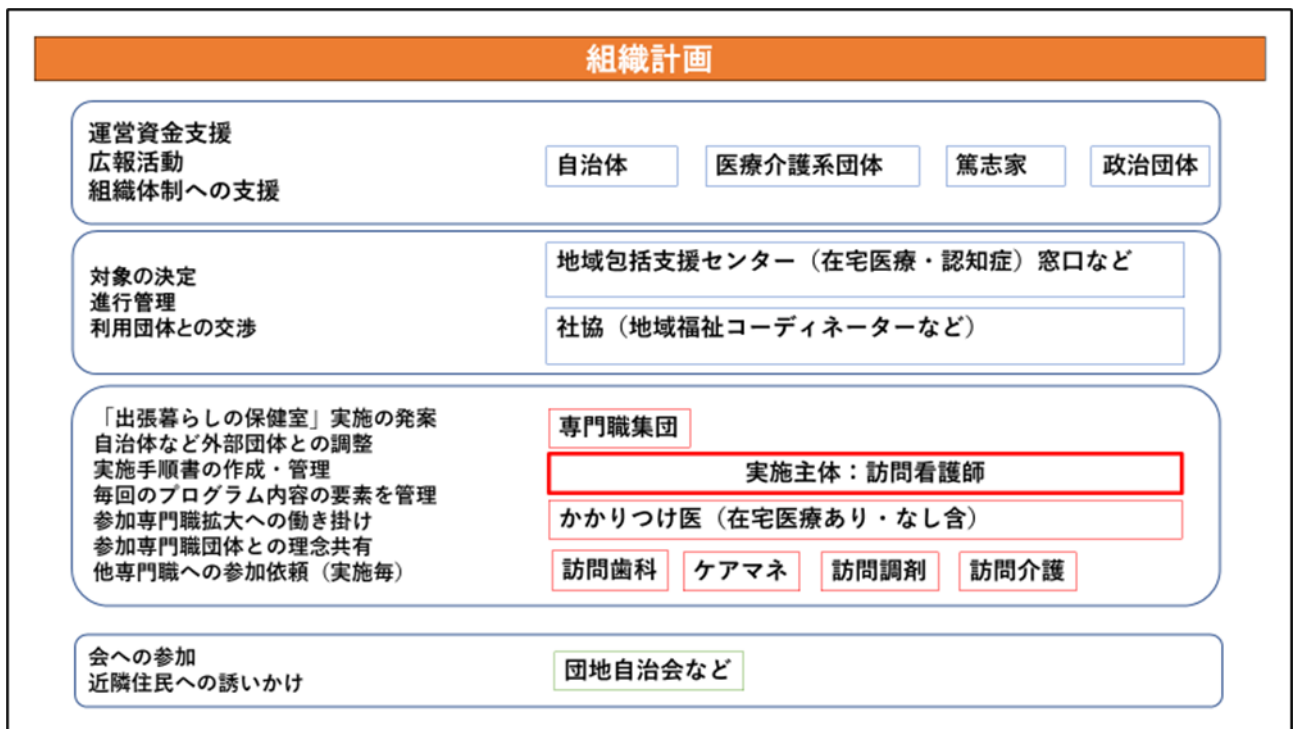 組織計画
運営資金支援
広報活動
組織体制への支援
自治体
医療介護系団体
篤志家
政治団体
対象の決定
進行管理
利用団体との交渉
地域包括支援センター（在宅医療・認知症）窓口など
社協（地域福祉コーディネーターなど）
「出張暮らしの保健室」実施の発案
自治体など外部団体との調整
実施手順書の作成・管理
毎回のプログラム内容の要素を管理
参加専門職拡大への働き掛け
参加専門職団体との理念共有
他専門職への参加依頼（実施毎）
専門職集団
実施主体：訪問看護師
かかりつけ医（在宅医療あり・なし含）
訪問歯科
ケアマネ
訪問調剤
訪問介護
会への参加
近隣住民への誘いかけ
団地自治会など